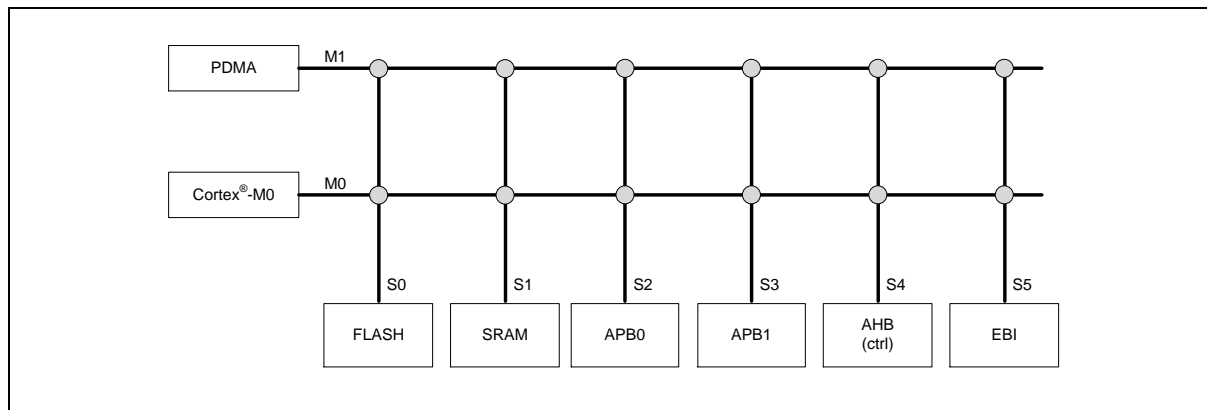 PDMA
M1
Cortex®-M0
M0
S0
S1
S2
S3
S4
S5
FLASH
SRAM
APB0
APB1
AHB
(ctrl)
EBI